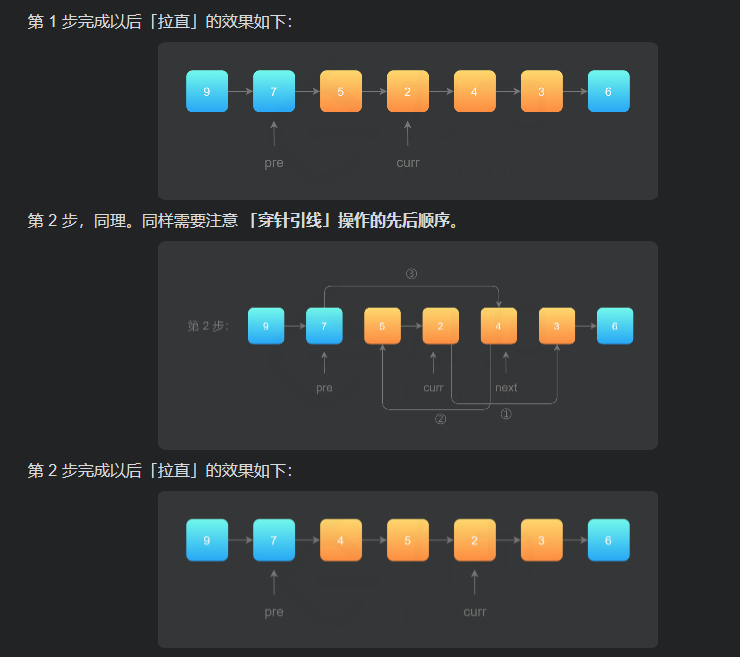 第 1 步完成以后「拉直」的效果如下：
9 7 5 2 4 3 6
pre curr
第 2 步，同理。同样需要注意 「穿针引线」操作的先后顺序。
③
第 2 步： 9 7 5 2 4 3 6
pre curr next
② ①
第 2 步完成以后「拉直」的效果如下：
9 7 4 5 2 3 6
pre curr